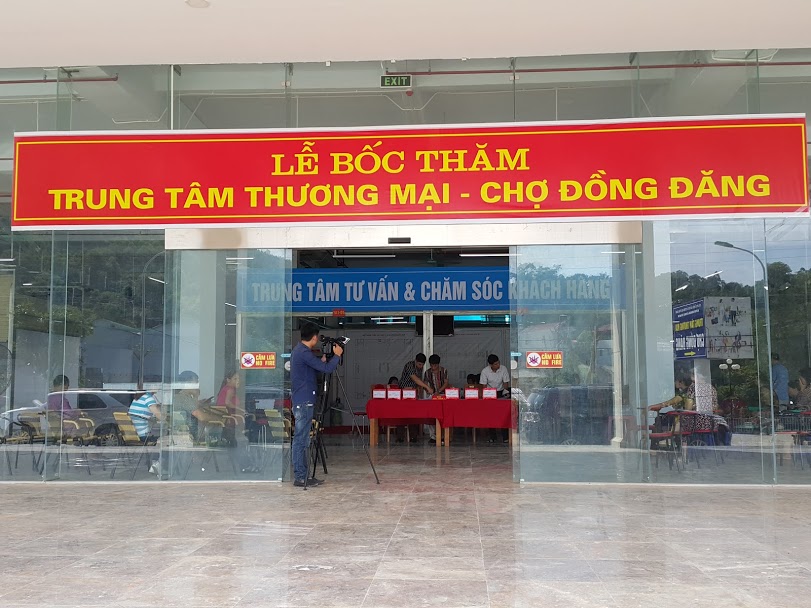 EXIT
LỄ BỐC THĂM
TRUNG TÂM THƯƠNG MẠI - CHỢ ĐỒNG ĐĂNG
TRUNG TÂM TƯ VẤN & CHĂM SÓC KHÁCH HÀNG
CẤM LỬA
NO FIRE
CẤM LỬA
NO FIRE